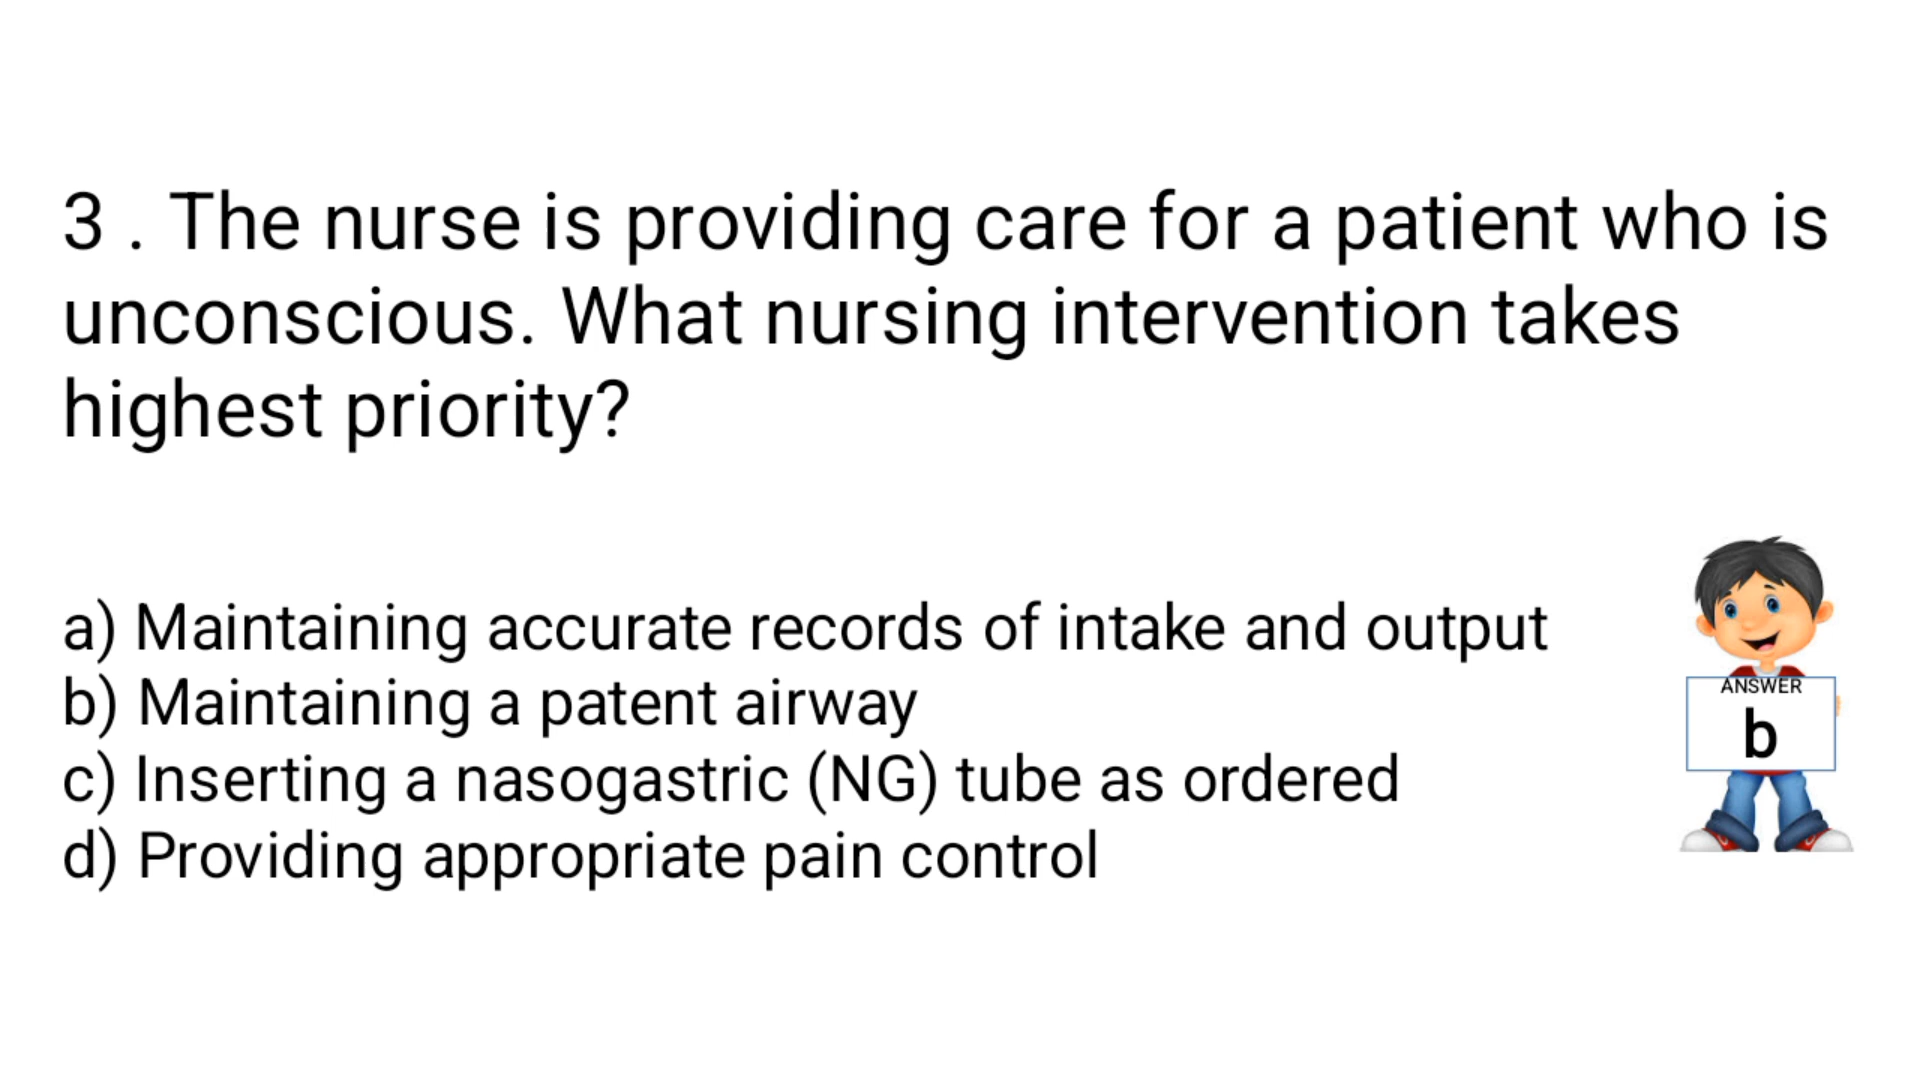 3 . The nurse is providing care for a patient who is
unconscious. What nursing intervention takes
highest priority?
a) Maintaining accurate records of intake and output
b) Maintaining a patent airway
c) Inserting a nasogastric (NG) tube as ordered
d) Providing appropriate pain control
ANSWER
b